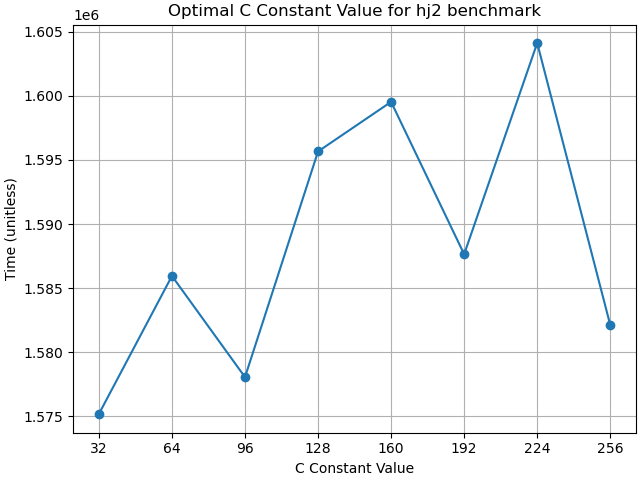 Optimal C Constant Value for hj2 benchmark
1e6
1.605
1.600
1.595
1.590
1.585
1.580
1.575
Time (unitless)
32 64 96 128 160 192 224 256
C Constant Value